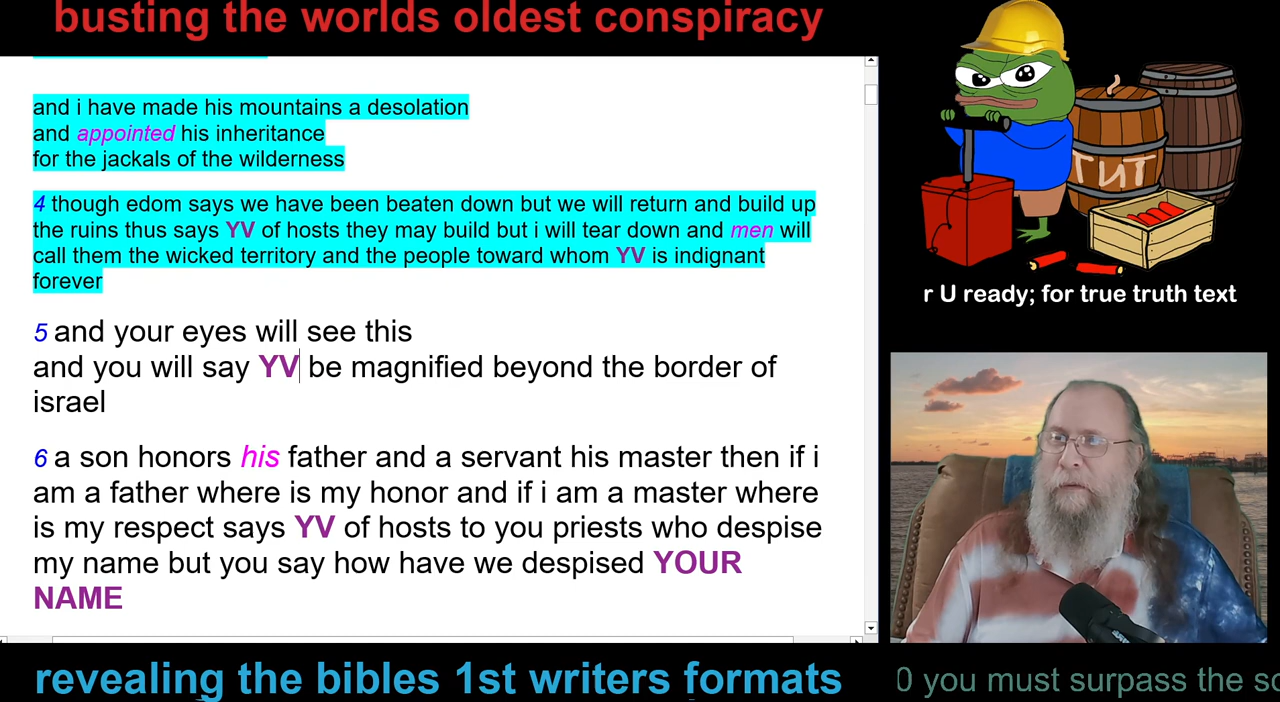 busting the worlds oldest conspiracy
and i have made his mountains a desolation
and appointed his inheritance
for the jackals of the wilderness
4 though edom says we have been beaten down but we will return and build up
the ruins thus says YV of hosts they may build but i will tear down and men will
call them the wicked territory and the people toward whom YV is indignant
forever
5 and your eyes will see this
and you will say YV be magnified beyond the border of
israel
6 a son honors his father and a servant his master then if i
am a father where is my honor and if i am a master where
is my respect says YV of hosts to you priests who despise
my name but you say how have we despised YOUR
NAME
TNT
r U ready; for true truth text
revealing the bibles 1st writers formats
0 you must surpass the